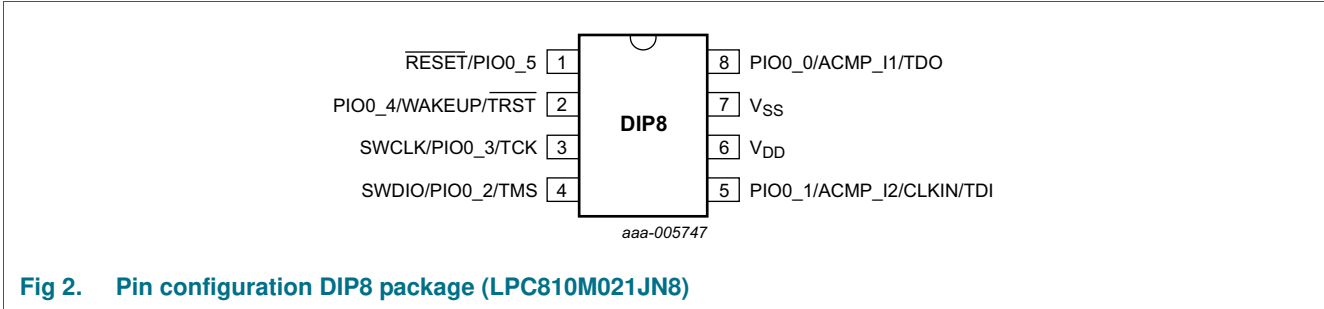 RESET/PIO0_5 1
8 PIO0_0/ACMP_I1/TDO
PIO0_4/WAKEUP/TRST 2
7 VSS
DIP8
SWCLK/PIO0_3/TCK 3
6 VDD
SWDIO/PIO0_2/TMS 4
5 PIO0_1/ACMP_I2/CLKIN/TDI
aaa-005747
Fig 2. Pin configuration DIP8 package (LPC810M021JN8)